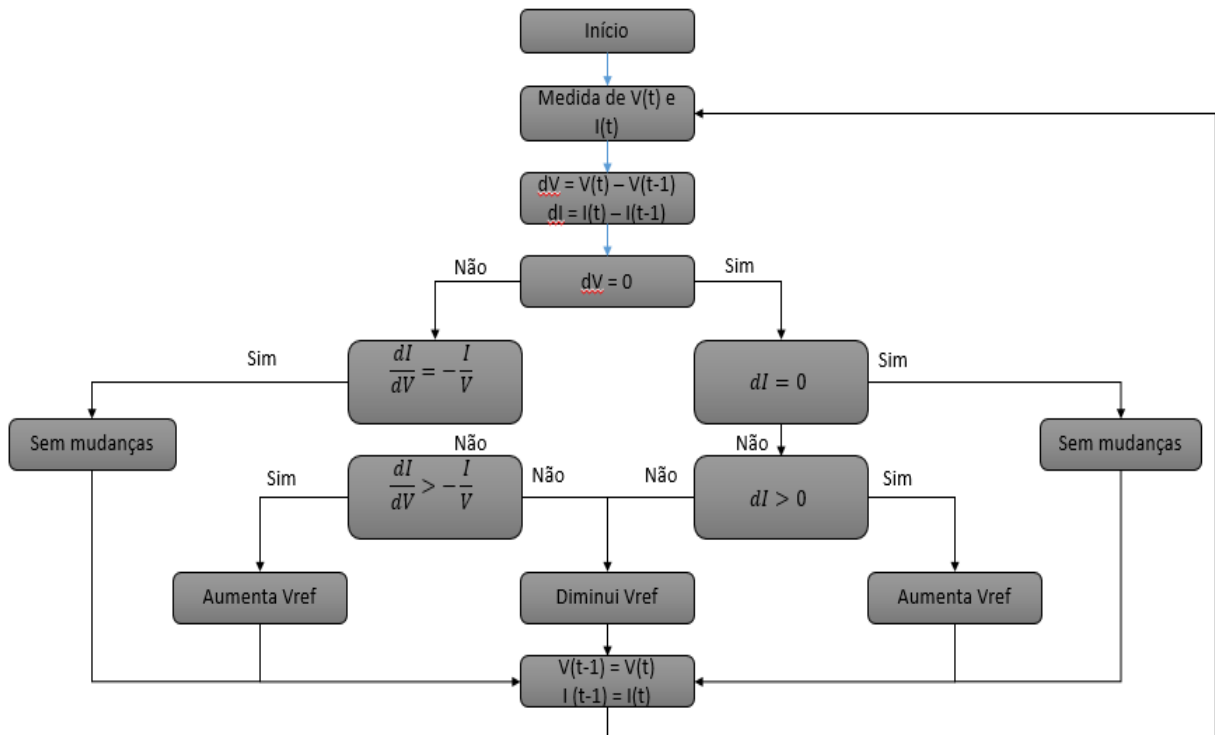 Início
Medida de V(t) e
I(t)
dV = V(t) – V(t-1)
dI = I(t) – I(t-1)
Não
dV = 0
Sim
Sim
dI/dV = −I/V
dI = 0
Sim
Sem mudanças
Não
Não
Sem mudanças
Sim
dI/dV > −I/V
Não
Não
dI > 0
Sim
Aumenta Vref
Diminui Vref
Aumenta Vref
V(t-1) = V(t)
I (t-1) = I(t)